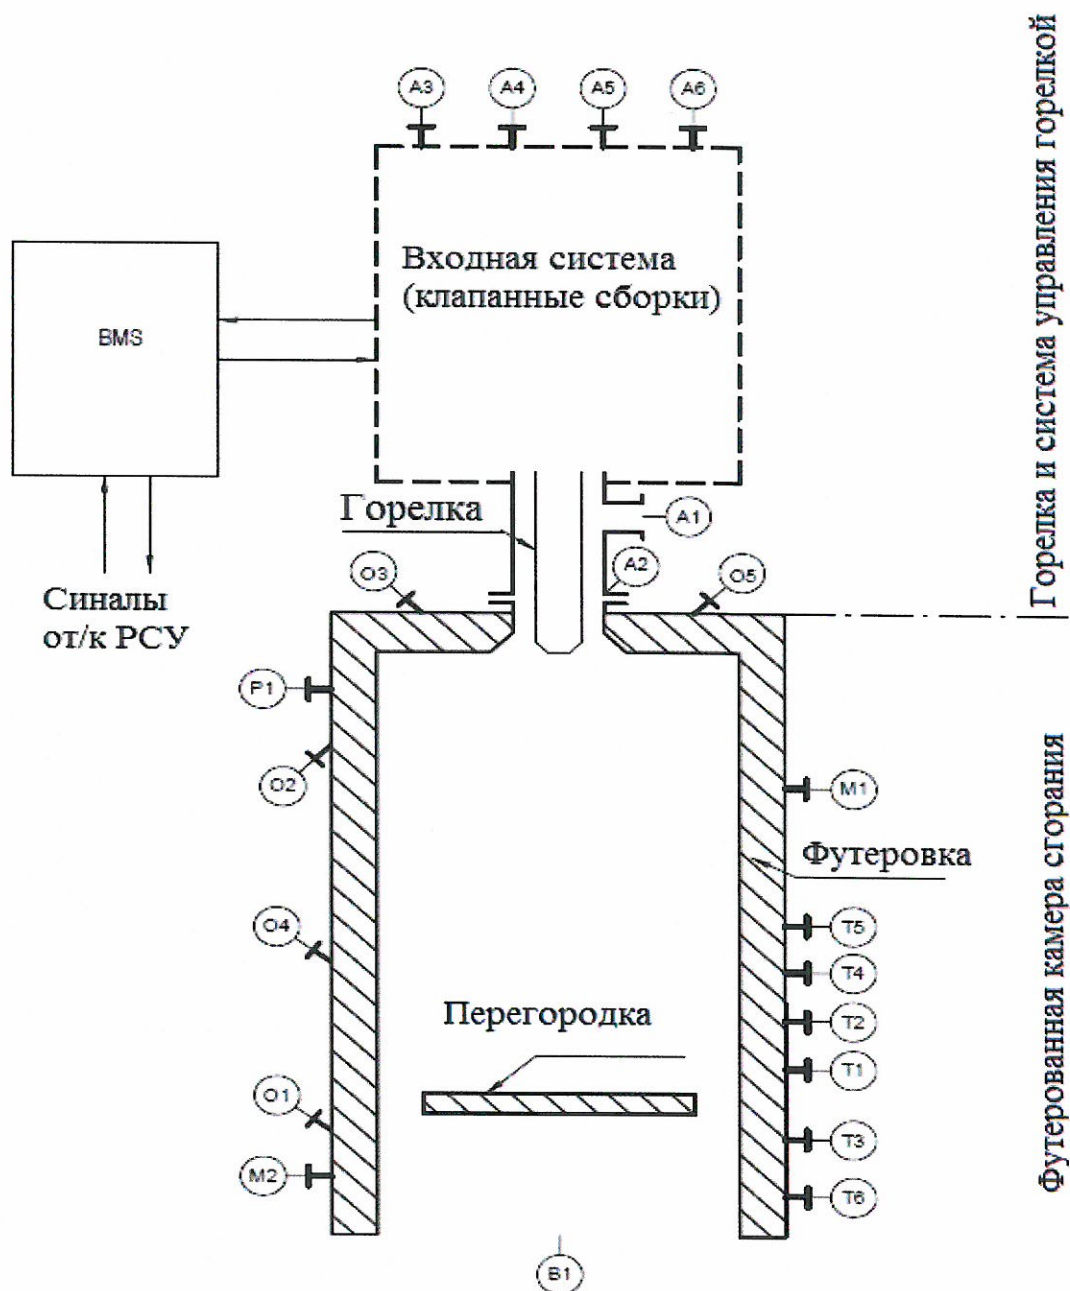 A3
A4
A5
A6
Входная система
(клапанные сборки)
BMS
Горелка
A1
A2
O3
O5
Синалы
от/к РСУ
P1
O2
M1
Футеровка
O4
T5
T4
Перегородка
T2
T1
O1
T3
M2
T6
B1
Горелка и система управления горелкой
Футерованная камера сгорания